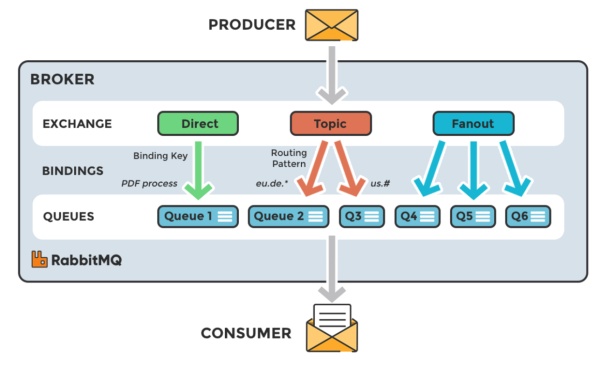 PRODUCER
BROKER
EXCHANGE
Direct
Topic
Fanout
Binding Key
Routing
Pattern
BINDINGS
PDF process
eu.de.*
us.#
QUEUES
Queue 1
Queue 2
Q3
Q4
Q5
Q6
RabbitMQ
CONSUMER